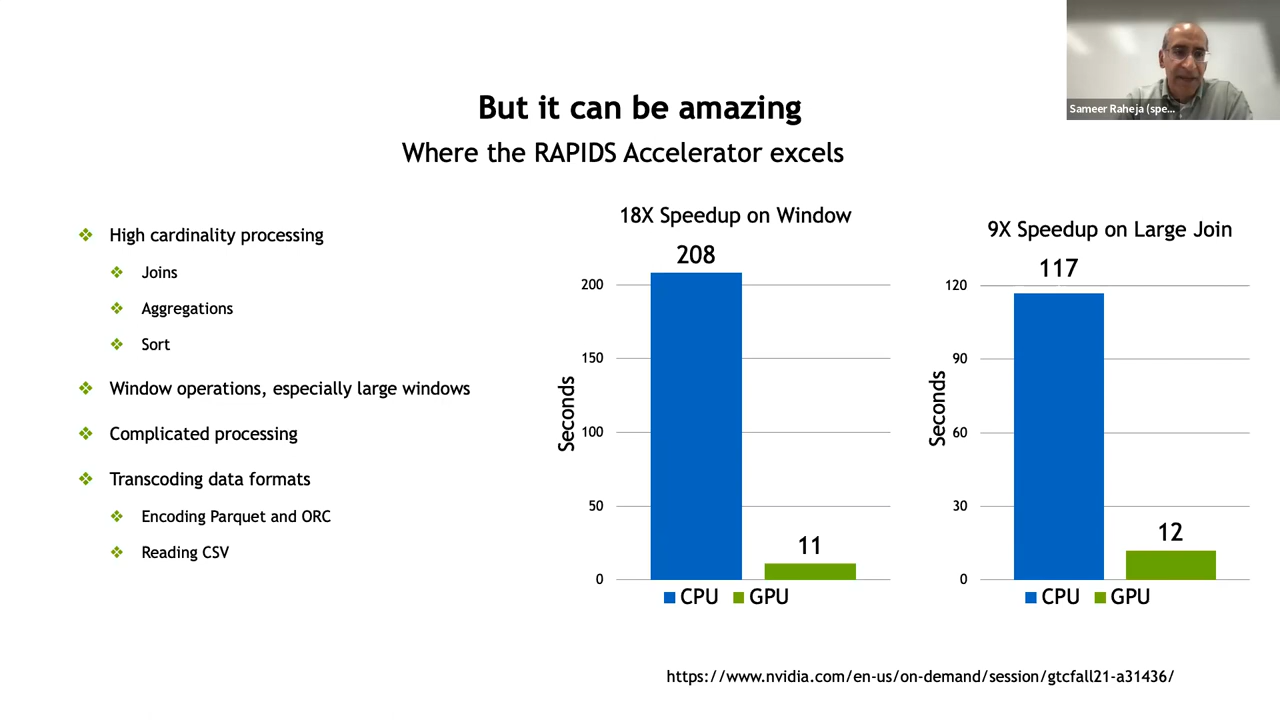 Sameer Raheja (spe...
But it can be amazing
Where the RAPIDS Accelerator excels
High cardinality processing
Joins
Aggregations
Sort
Window operations, especially large windows
Complicated processing
Transcoding data formats
Encoding Parquet and ORC
Reading CSV
18X Speedup on Window
208
200
150
100
50
0
Seconds
11
CPU GPU
9X Speedup on Large Join
117
120
90
60
30
0
Seconds
12
CPU GPU
https://www.nvidia.com/en-us/on-demand/session/gtcfall21-a31436/